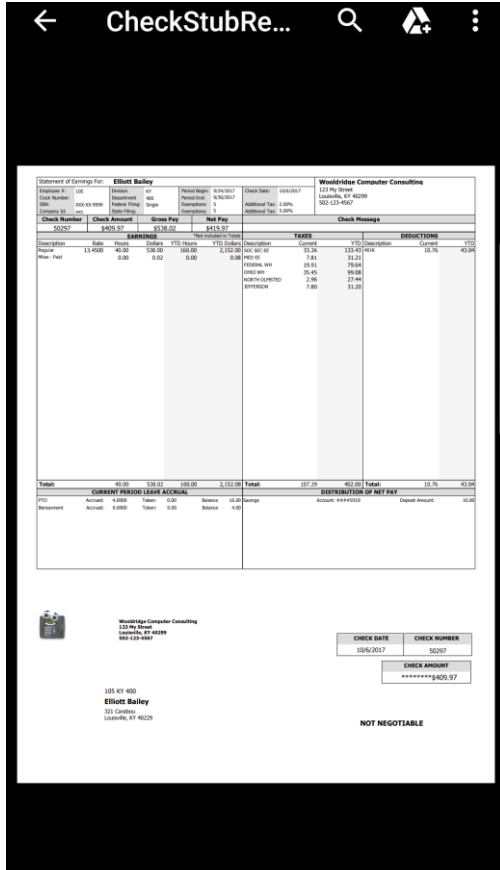 CheckStubRe...
Statement of Earnings For: Elliott Bailey
Wooldridge Computer Consulting
Employee #: 105 Division KY Period Begin: 9/24/2017 Check Date: 10/6/2017 123 My Street
Clock Number: Department 400 Period End: 9/30/2017 Louisville, KY 40299
SSN: XXX-XX-9999 Federal Filing: Single Exemptions: 5 Additional Tax: 2.00% 502-123-4567
Company Id: State Filing: Exemptions: 5 Additional Tax: 5.00%
Check Number Check Amount Gross Pay Net Pay Check Message
50297 $409.97 $538.02 $419.97
EARNINGS *Not included in Totals TAXES DEDUCTIONS
Description Rate Hours Dollars YTD Hours YTD Dollars Description Current YTD Description Current YTD
Regular 13.4500 40.00 538.00 160.00 2,152.00 SOC SEC EE 33.36 133.43 401K 10.76 43.04
Miles - Paid 0.00 0.02 0.00 0.08 MED EE 7.81 31.21
FEDERAL WH 19.91 79.64
OHIO WH 35.45 99.08
NORTH OLMSTED 2.96 27.44
JEFFERSON 7.80 31.20
Total: 40.00 538.02 160.00 2,152.08 Total: 107.29 402.00 Total: 10.76 43.04
CURRENT PERIOD LEAVE ACCRUAL DISTRIBUTION OF NET PAY
PTO Accrued: 4.0000 Taken: 0.00 Balance 16.00 Savings Account: ####9319 Deposit Amount: 10.00
Bereavment Accrued: 0.0000 Taken: 0.00 Balance 4.00
Wooldridge Computer Consulting
123 My Street
Louisville, KY 40299
502-123-4567
CHECK DATE CHECK NUMBER
10/6/2017 50297
CHECK AMOUNT
********$409.97
105 KY 400
Elliott Bailey
321 Carabou
Louisville, KY 40229
NOT NEGOTIABLE